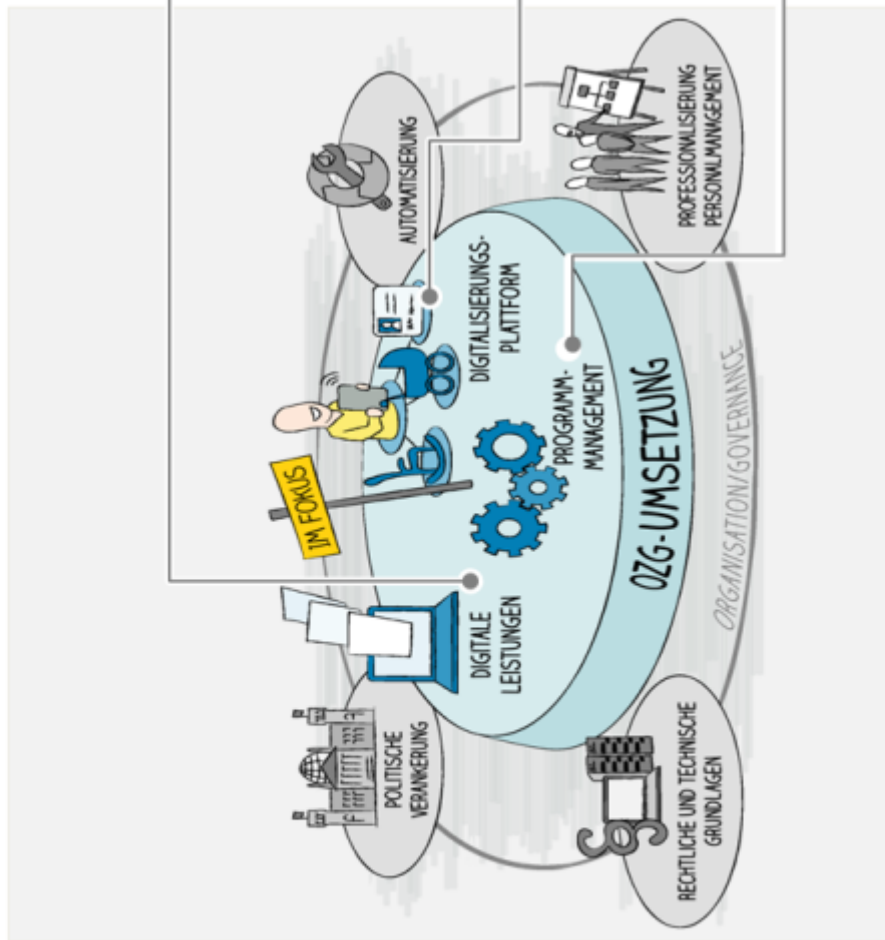 POLITISCHE
VERANKERUNG
AUTOMATISIERUNG
IM FOKUS
DIGITALE
LEISTUNGEN
DIGITALISIERUNGS-
PLATTFORM
PROGRAMM-
MANAGEMENT
OZG-UMSETZUNG
ORGANISATION/GOVERNANCE
RECHTLICHE UND TECHNISCHE
GRUNDLAGEN
PROFESSIONALISIERUNG
PERSONALMANAGEMENT